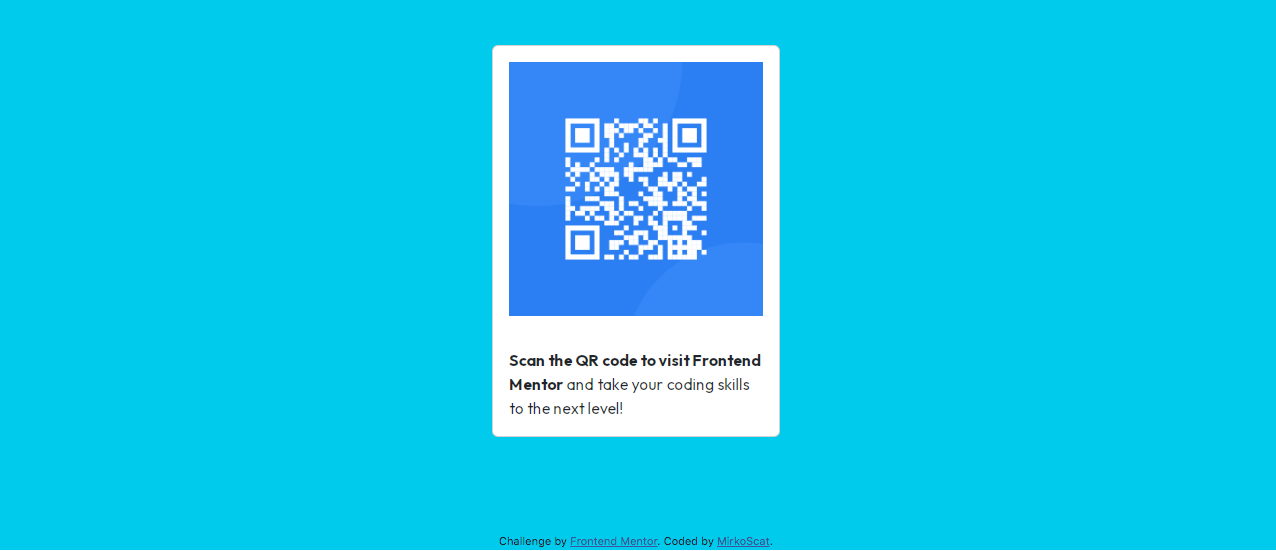 Scan the QR code to visit Frontend
Mentor and take your coding skills
to the next level!
Challenge by Frontend Mentor. Coded by MirkoScat.